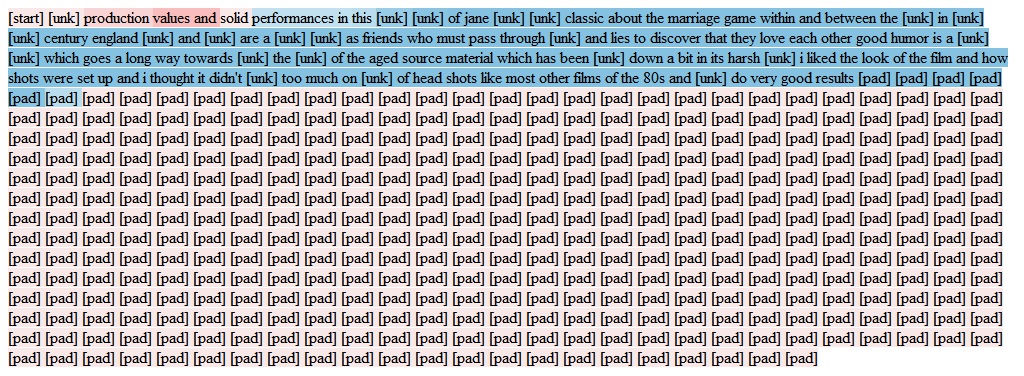 [start] [unk] production values and solid performances in this [unk] [unk] of jane [unk] [unk] classic about the marriage game within and between the [unk] in [unk]
[unk] century england [unk] and [unk] are a [unk] [unk] as friends who must pass through [unk] and lies to discover that they love each other good humor is a [unk]
[unk] which goes a long way towards [unk] the [unk] of the aged source material which has been [unk] down a bit in its harsh [unk] i liked the look of the film and how
shots were set up and i thought it didn't [unk] too much on [unk] of head shots like most other films of the 80s and [unk] do very good results [pad] [pad] [pad] [pad]
[pad] [pad] [pad] [pad] [pad] [pad] [pad] [pad] [pad] [pad] [pad] [pad] [pad] [pad] [pad] [pad] [pad] [pad] [pad] [pad] [pad] [pad] [pad] [pad] [pad] [pad] [pad]
[pad] [pad] [pad] [pad] [pad] [pad] [pad] [pad] [pad] [pad] [pad] [pad] [pad] [pad] [pad] [pad] [pad] [pad] [pad] [pad] [pad] [pad] [pad] [pad] [pad] [pad] [pad]
[pad] [pad] [pad] [pad] [pad] [pad] [pad] [pad] [pad] [pad] [pad] [pad] [pad] [pad] [pad] [pad] [pad] [pad] [pad] [pad] [pad] [pad] [pad] [pad] [pad] [pad] [pad]
[pad] [pad] [pad] [pad] [pad] [pad] [pad] [pad] [pad] [pad] [pad] [pad] [pad] [pad] [pad] [pad] [pad] [pad] [pad] [pad] [pad] [pad] [pad] [pad] [pad] [pad] [pad]
[pad] [pad] [pad] [pad] [pad] [pad] [pad] [pad] [pad] [pad] [pad] [pad] [pad] [pad] [pad] [pad] [pad] [pad] [pad] [pad] [pad] [pad] [pad] [pad] [pad] [pad] [pad]
[pad] [pad] [pad] [pad] [pad] [pad] [pad] [pad] [pad] [pad] [pad] [pad] [pad] [pad] [pad] [pad] [pad] [pad] [pad] [pad] [pad] [pad] [pad] [pad] [pad] [pad] [pad]
[pad] [pad] [pad] [pad] [pad] [pad] [pad] [pad] [pad] [pad] [pad] [pad] [pad] [pad] [pad] [pad] [pad] [pad] [pad] [pad] [pad] [pad] [pad] [pad] [pad] [pad] [pad]
[pad] [pad] [pad] [pad] [pad] [pad] [pad] [pad] [pad] [pad] [pad] [pad] [pad] [pad] [pad] [pad] [pad] [pad] [pad] [pad] [pad] [pad] [pad] [pad] [pad] [pad] [pad]
[pad] [pad] [pad] [pad] [pad] [pad] [pad] [pad] [pad] [pad] [pad] [pad] [pad] [pad] [pad] [pad] [pad] [pad] [pad] [pad] [pad] [pad] [pad] [pad] [pad] [pad] [pad]
[pad] [pad] [pad] [pad] [pad] [pad] [pad] [pad] [pad] [pad] [pad] [pad] [pad] [pad] [pad] [pad] [pad] [pad] [pad] [pad] [pad] [pad] [pad] [pad] [pad] [pad] [pad]
[pad] [pad] [pad] [pad] [pad] [pad] [pad] [pad] [pad] [pad] [pad] [pad] [pad] [pad] [pad] [pad] [pad] [pad] [pad] [pad] [pad] [pad] [pad] [pad] [pad] [pad] [pad]
[pad] [pad] [pad] [pad] [pad] [pad] [pad] [pad] [pad] [pad] [pad] [pad] [pad] [pad] [pad] [pad] [pad] [pad] [pad] [pad] [pad] [pad] [pad] [pad] [pad] [pad] [pad]
[pad] [pad] [pad] [pad] [pad] [pad] [pad] [pad] [pad] [pad] [pad] [pad] [pad] [pad] [pad] [pad] [pad] [pad] [pad] [pad] [pad] [pad] [pad] [pad] [pad] [pad] [pad]
[pad] [pad] [pad] [pad] [pad] [pad] [pad] [pad] [pad] [pad] [pad] [pad] [pad] [pad] [pad] [pad] [pad] [pad] [pad] [pad] [pad] [pad]